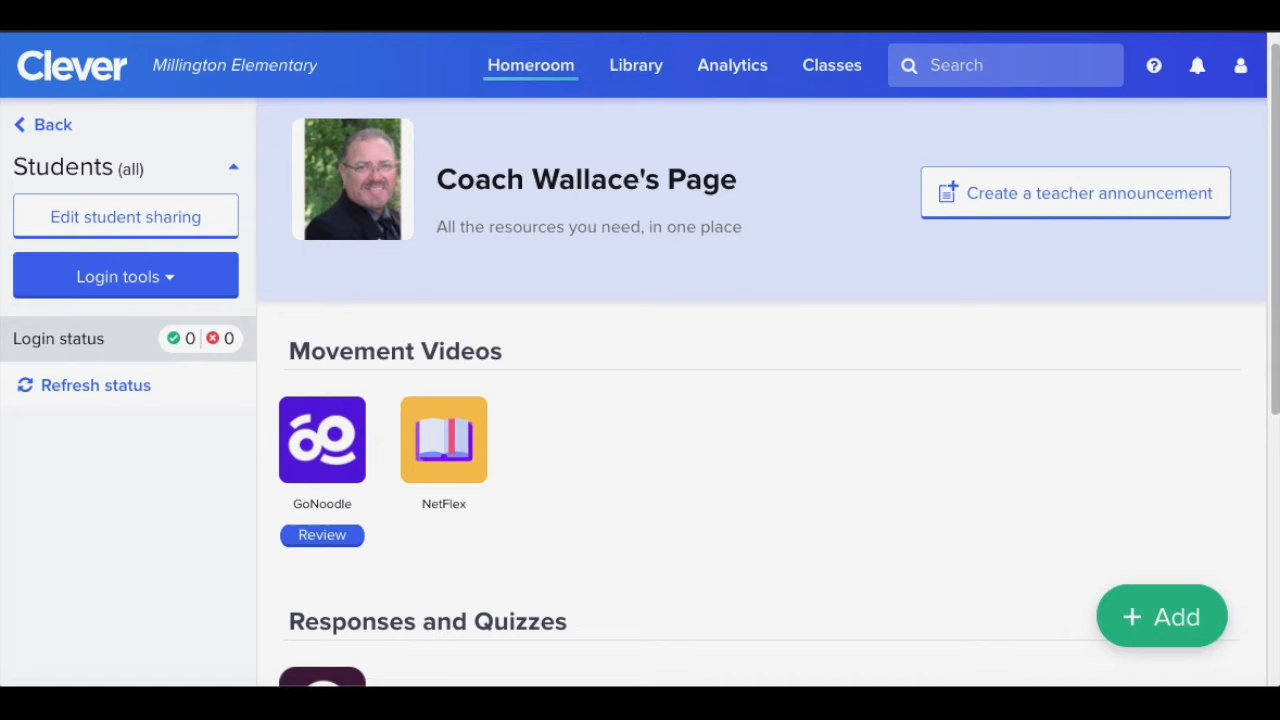 Clever
Millington Elementary
Homeroom
Library
Analytics
Classes
Search
Back
Students (all)
Edit student sharing
Login tools
Login status
0
0
Refresh status
Coach Wallace's Page
All the resources you need, in one place
Create a teacher announcement
Movement Videos
GoNoodle
NetFlex
Review
Responses and Quizzes
+ Add